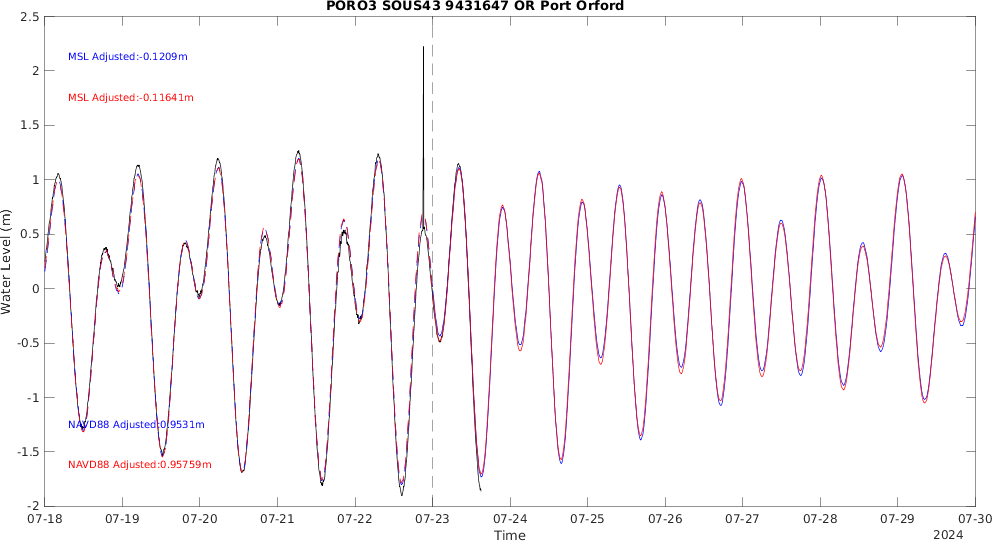 PORO3 SOUS43 9431647 OR Port Orford
2.5
2
1.5
1
0.5
0
-0.5
-1
-1.5
-2
Water Level (m)
MSL Adjusted:-0.1209m
MSL Adjusted:-0.11641m
NAVD88 Adjusted:0.9531m
NAVD88 Adjusted:0.95759m
07-18 07-19 07-20 07-21 07-22 07-23 07-24 07-25 07-26 07-27 07-28 07-29 07-30
Time
2024